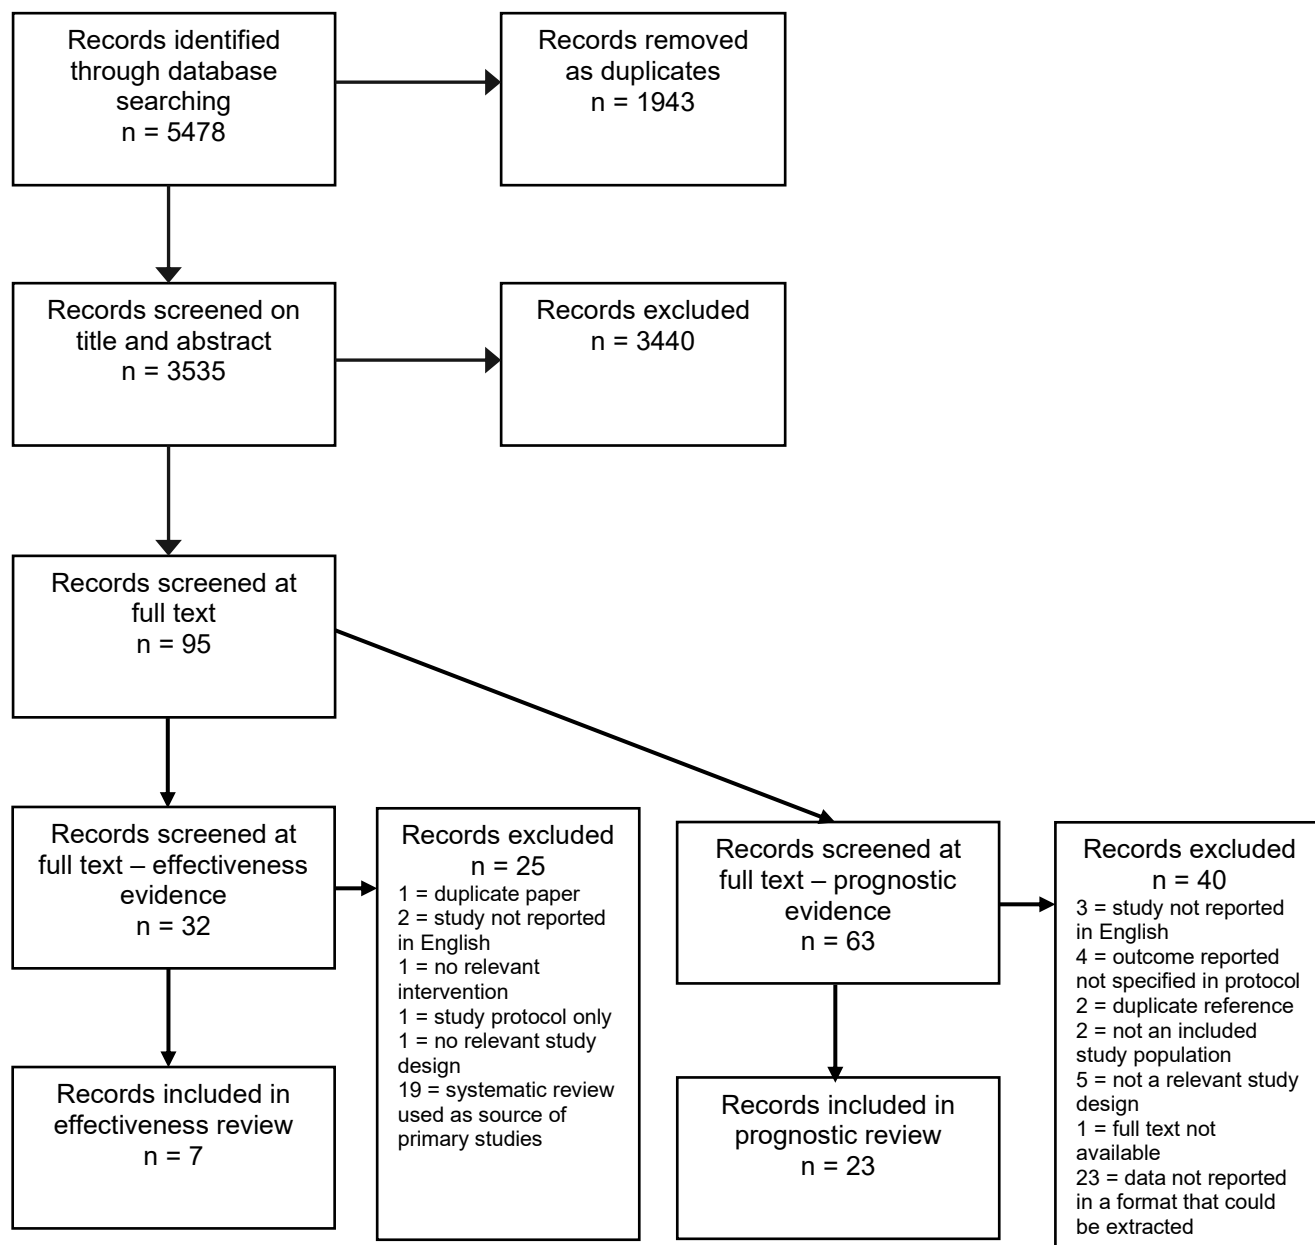 Records identified
through database
searching
n = 5478
Records removed
as duplicates
n = 1943
Records screened on
title and abstract
n = 3535
Records excluded
n = 3440
Records screened at
full text
n = 95
Records screened at
full text – effectiveness
evidence
n = 32
Records excluded
n = 25
1 = duplicate paper
2 = study not reported
in English
1 = no relevant
intervention
1 = study protocol only
1 = no relevant study
design
19 = systematic review
used as source of
primary studies
Records screened at
full text – prognostic
evidence
n = 63
Records excluded
n = 40
3 = study not reported
in English
4 = outcome reported
not specified in protocol
2 = duplicate reference
2 = not an included
study population
5 = not a relevant study
design
1 = full text not
available
23 = data not reported
in a format that could
be extracted
Records included in
effectiveness review
n = 7
Records included in
prognostic review
n = 23